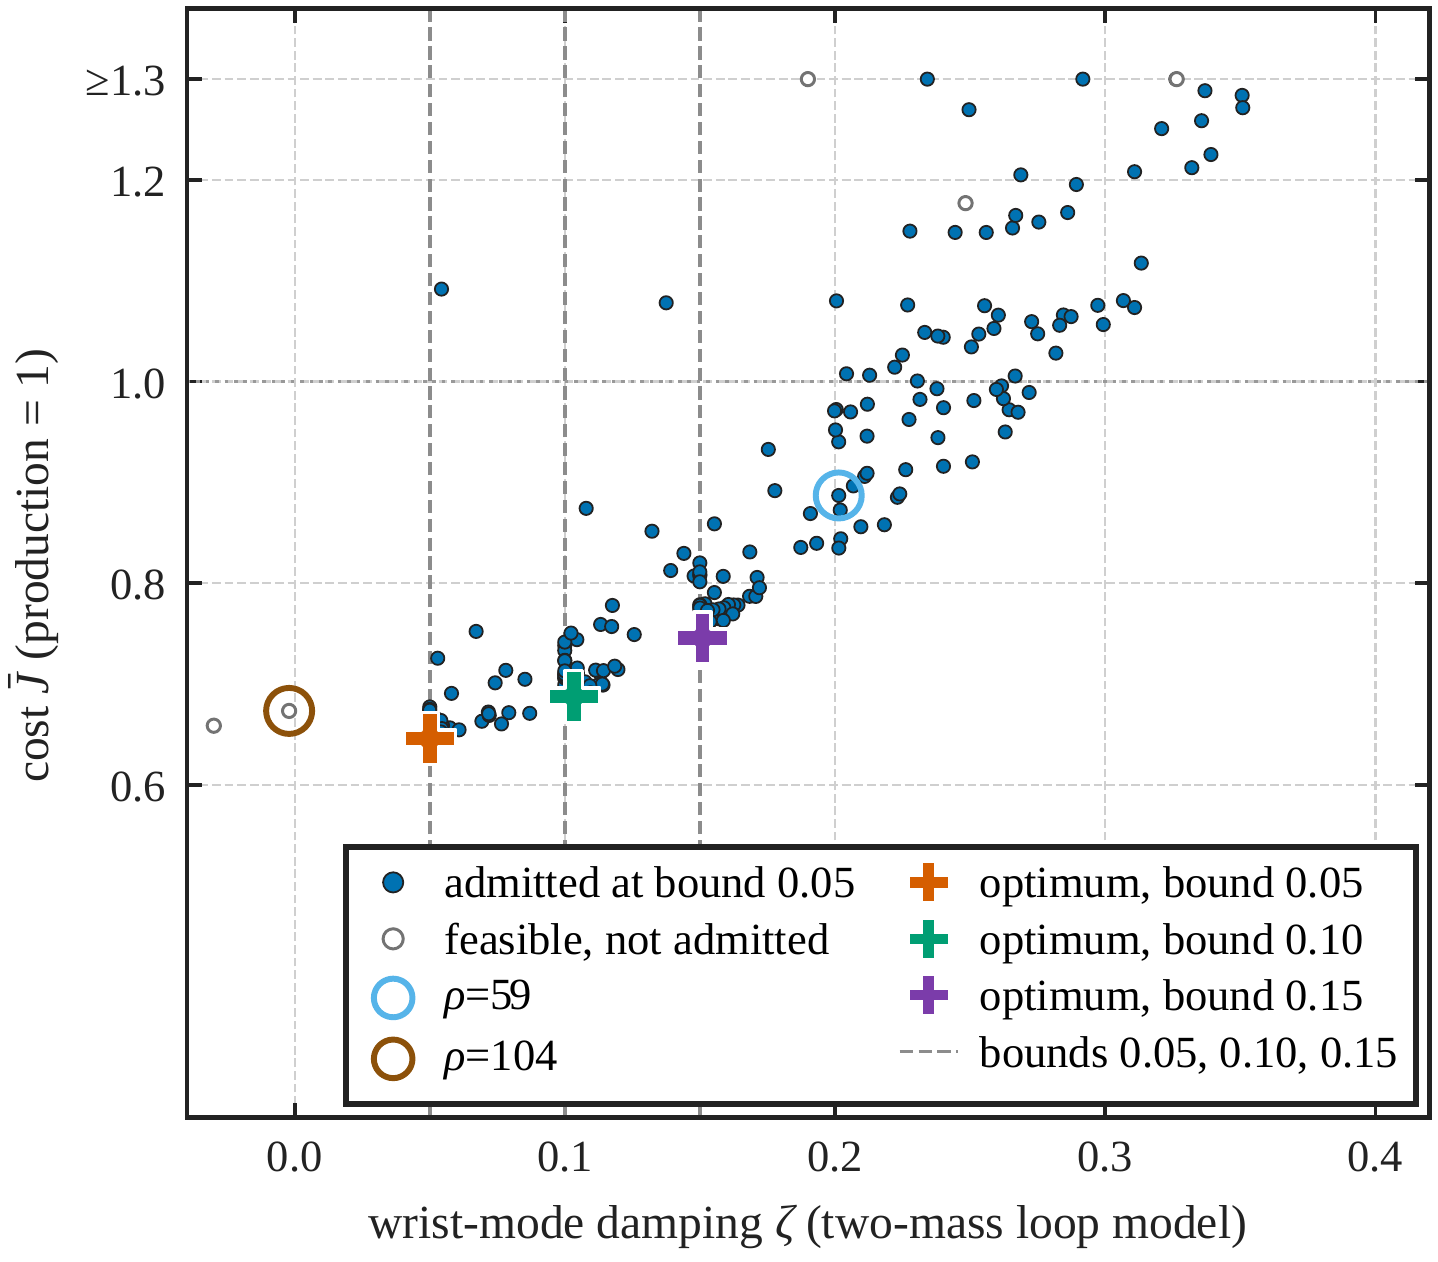 ≥1.3
1.2
1.0
0.8
0.6
cost J̄ (production = 1)
admitted at bound 0.05
feasible, not admitted
ρ=59
ρ=104
optimum, bound 0.05
optimum, bound 0.10
optimum, bound 0.15
bounds 0.05, 0.10, 0.15
0.0 0.1 0.2 0.3 0.4
wrist-mode damping ζ (two-mass loop model)